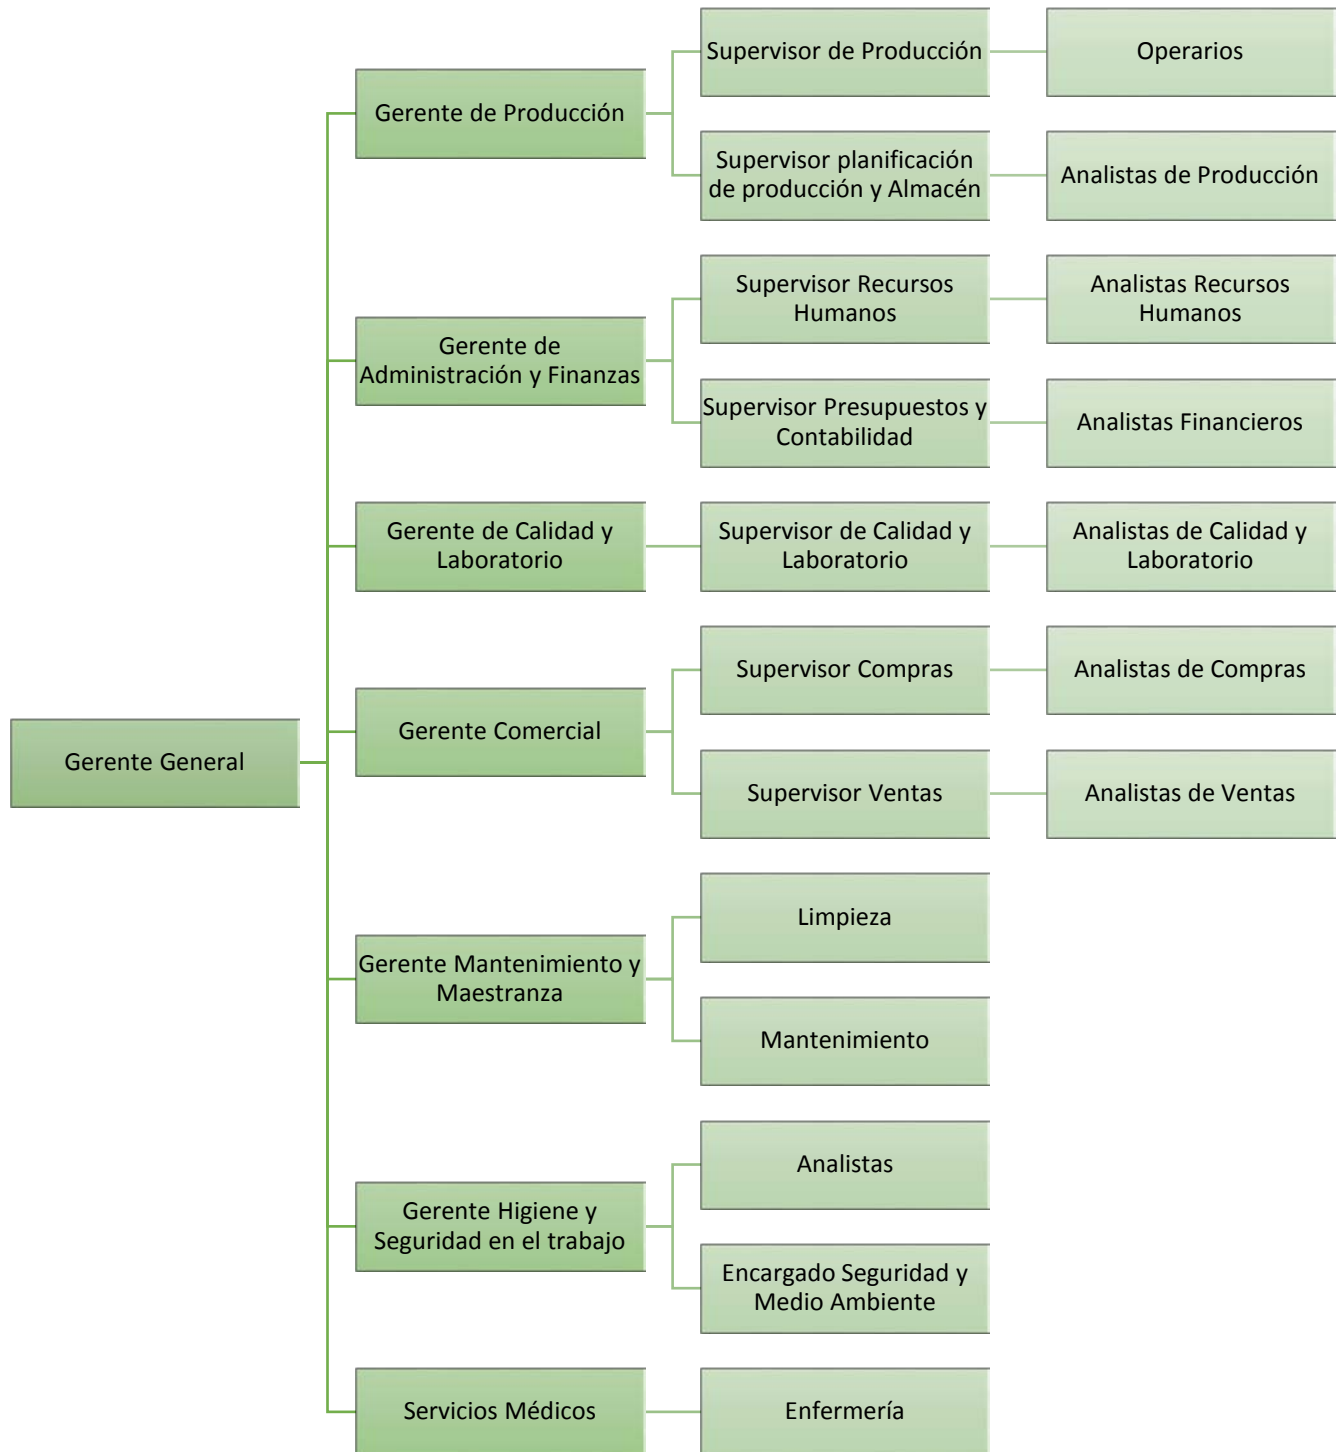 Supervisor de Producción
Operarios
Gerente de Producción
Supervisor planificación
de producción y Almacén
Analistas de Producción
Supervisor Recursos
Humanos
Analistas Recursos
Humanos
Gerente de
Administración y Finanzas
Supervisor Presupuestos y
Contabilidad
Analistas Financieros
Gerente de Calidad y
Laboratorio
Supervisor de Calidad y
Laboratorio
Analistas de Calidad y
Laboratorio
Supervisor Compras
Analistas de Compras
Gerente Comercial
Gerente General
Supervisor Ventas
Analistas de Ventas
Limpieza
Gerente Mantenimiento y
Maestranza
Mantenimiento
Analistas
Gerente Higiene y
Seguridad en el trabajo
Encargado Seguridad y
Medio Ambiente
Servicios Médicos
Enfermería